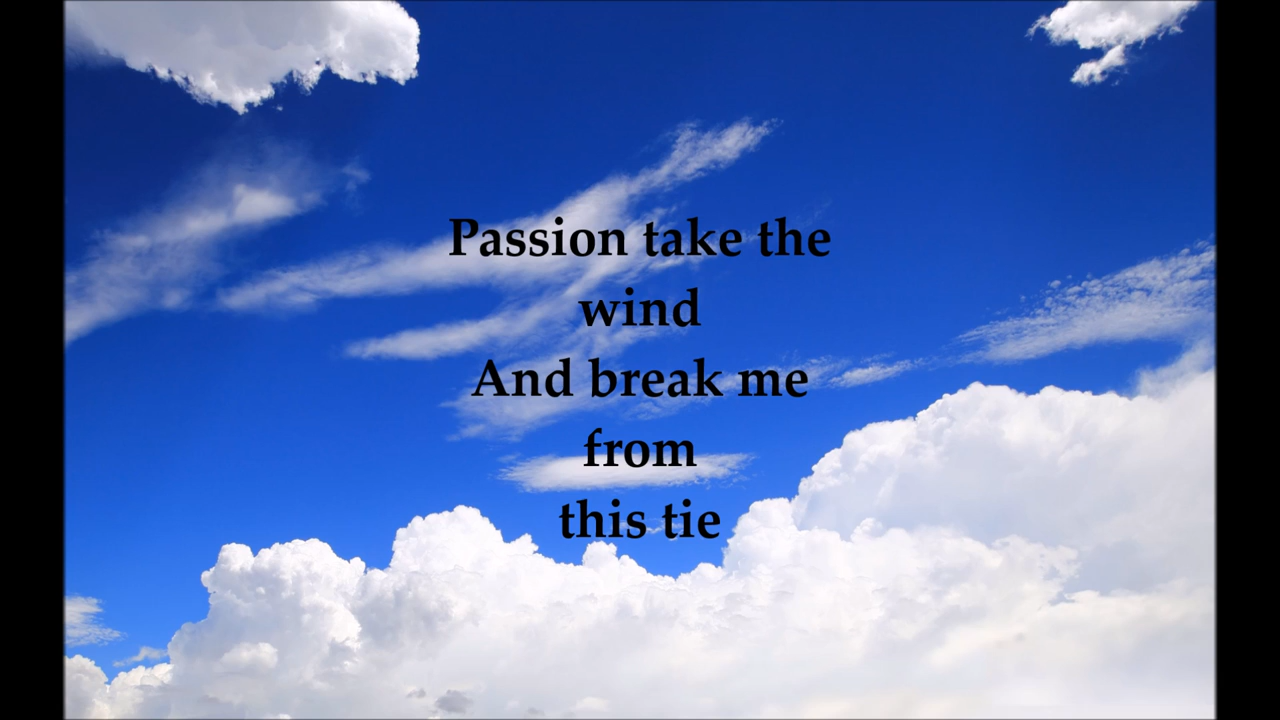 Passion take the
wind
And break me
from
this tie